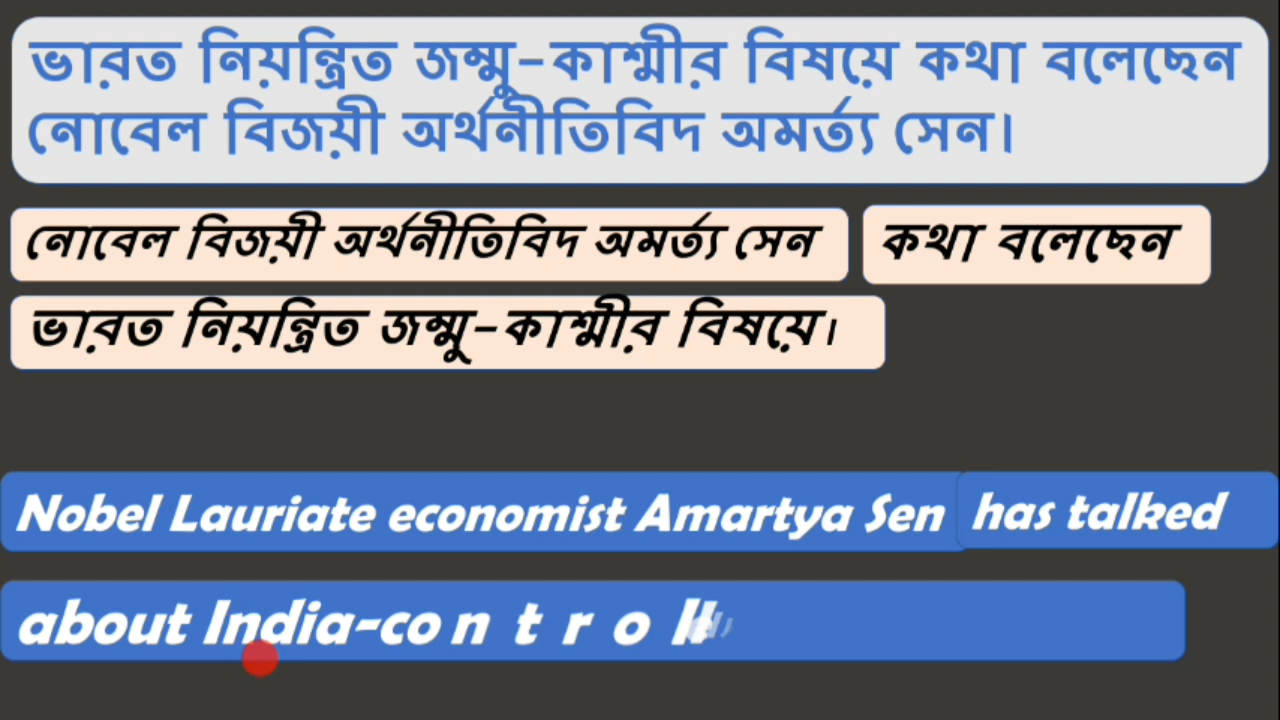 ভারত নিয়ন্ত্রিত জম্মু-কাশ্মীর বিষয়ে কথা বলেছেন
নোবেল বিজয়ী অর্থনীতিবিদ অমর্ত্য সেন।
নোবেল বিজয়ী অর্থনীতিবিদ অমর্ত্য সেন কথা বলেছেন
ভারত নিয়ন্ত্রিত জম্মু-কাশ্মীর বিষয়ে।
Nobel Lauriate economist Amartya Sen has talked
about India-controll